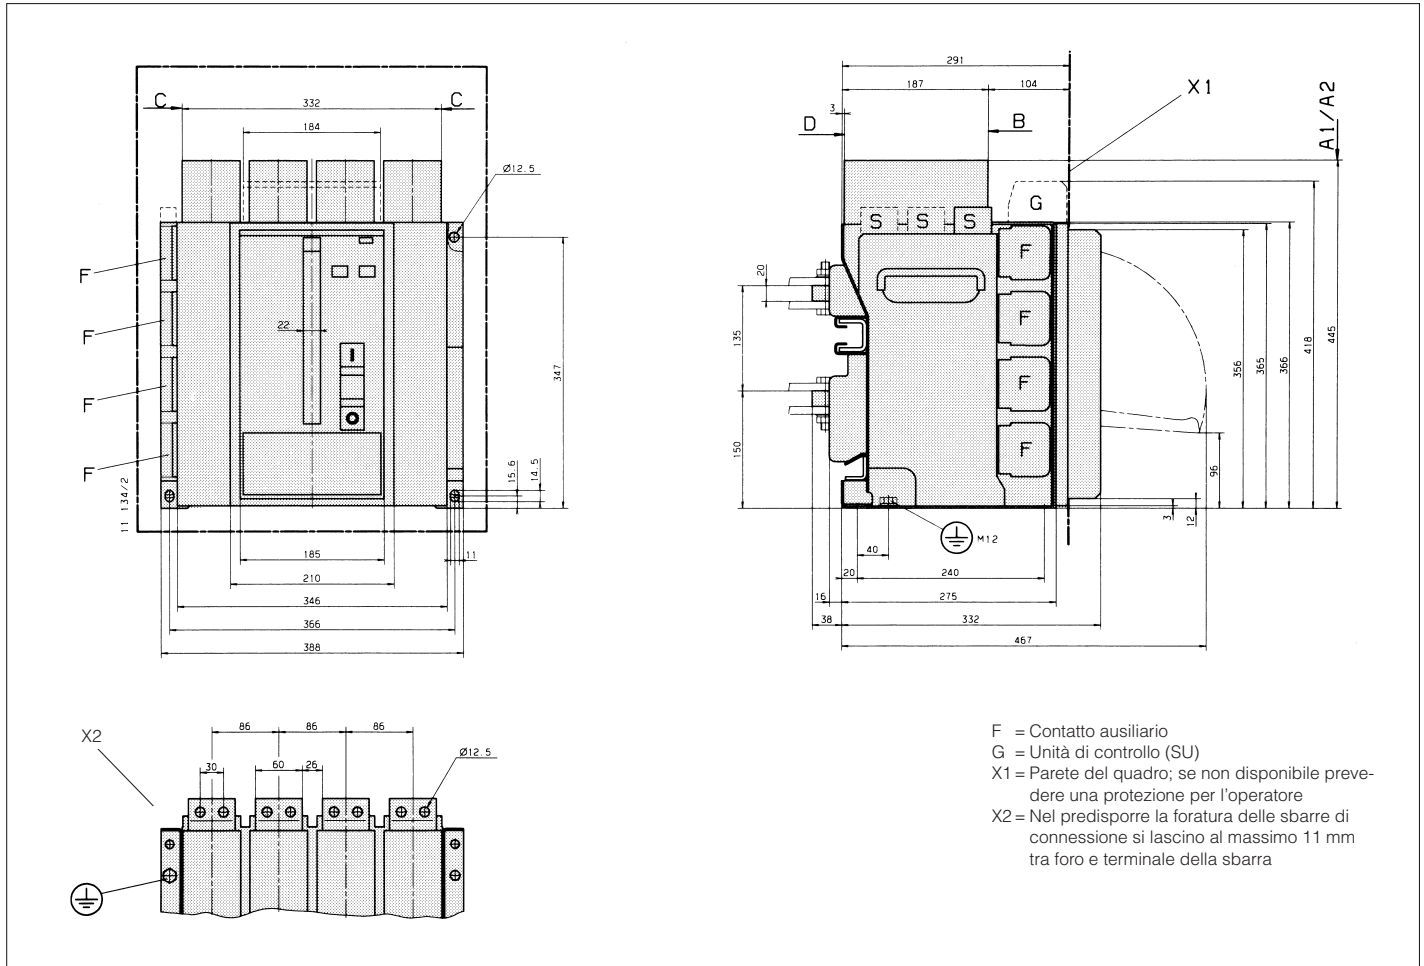 C
332
C
184
Ø12.5
F
F
F
F
22
347
15.6
14.5
11 134/2
185
11
210
346
366
388
291
187
104
X1
3
D
B
A1/A2
G
S
S
S
F
F
F
F
20
135
150
356
365
366
418
445
96
3
12
M12
40
20
240
16
275
38
332
467
X2
86
86
86
30
60
26
Ø12.5
F = Contatto ausiliario
G = Unità di controllo (SU)
X1 = Parete del quadro; se non disponibile preve-
dere una protezione per l'operatore
X2 = Nel predisporre la foratura delle sbarre di
connessione si lascino al massimo 11 mm
tra foro e terminale della sbarra